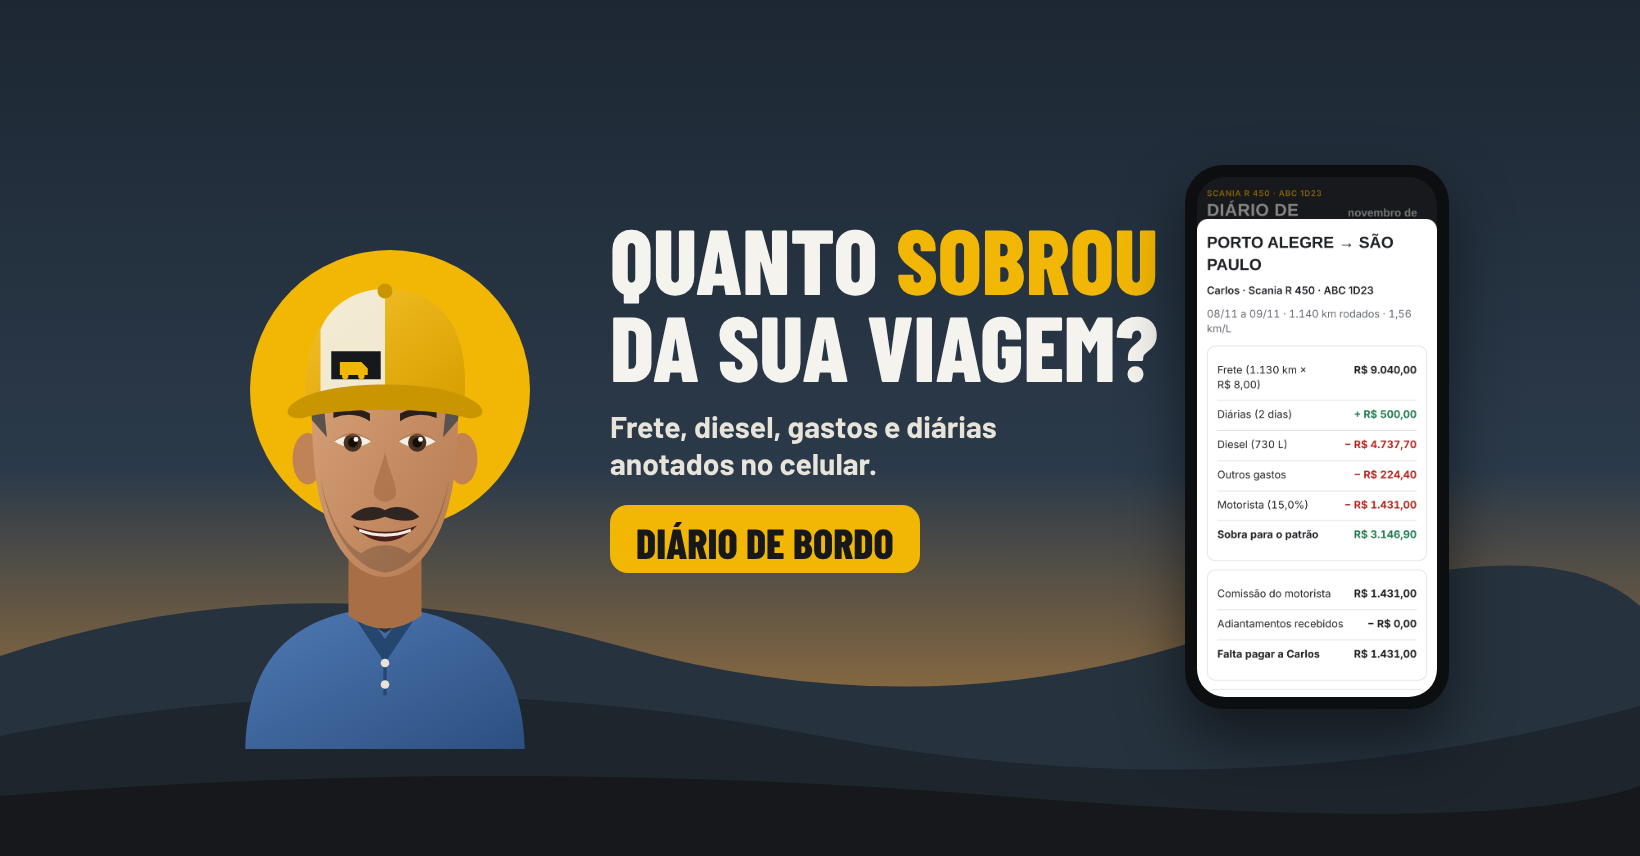 QUANTO SOBROU
DA SUA VIAGEM?
Frete, diesel, gastos e diárias
anotados no celular.
DIÁRIO DE BORDO
SCANIA R 450 · ABC 1D23
DIÁRIO DE
novembro de
PORTO ALEGRE → SÃO
PAULO
Carlos · Scania R 450 · ABC 1D23
08/11 a 09/11 · 1.140 km rodados · 1,56
km/L
Frete (1.130 km × R$ 9.040,00
R$ 8,00)
Diárias (2 dias) + R$ 500,00
Diesel (730 L) − R$ 4.737,70
Outros gastos − R$ 224,40
Motorista (15,0%) − R$ 1.431,00
Sobra para o patrão R$ 3.146,90
Comissão do motorista R$ 1.431,00
Adiantamentos recebidos − R$ 0,00
Falta pagar a Carlos R$ 1.431,00